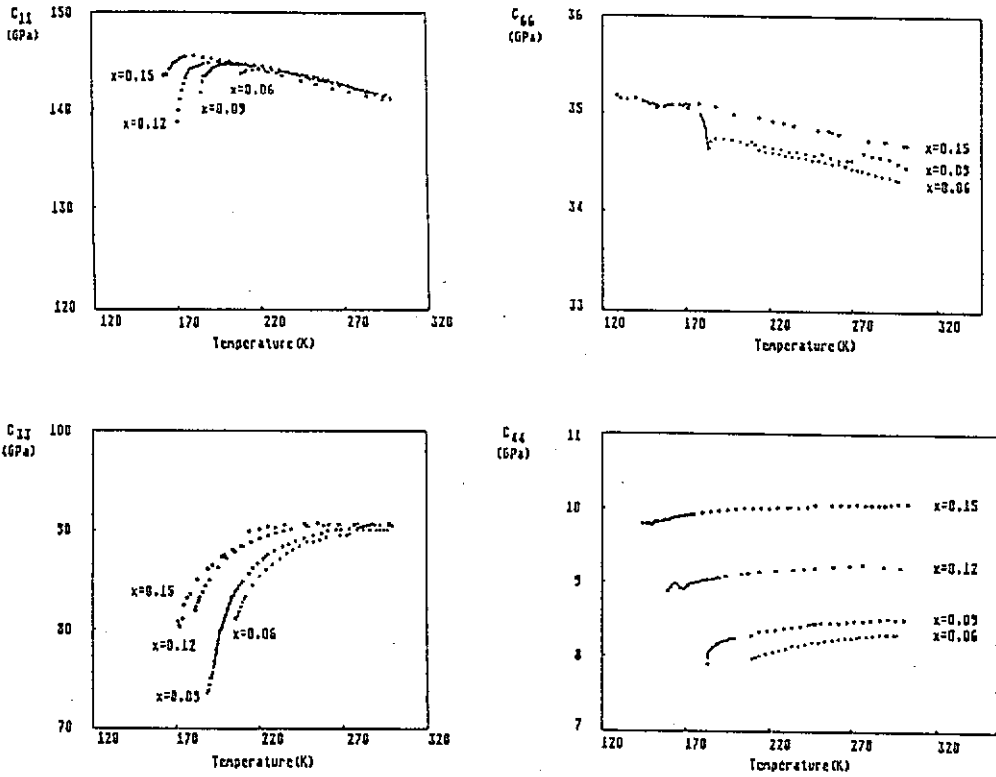 C₁₁
(GPa)
150
140
130
120
x=0.15
x=0.12
x=0.09
x=0.06
120 170 220 270 320
Temperature(K)
C₆₆
(GPa)
36
35
34
33
x=0.15
x=0.09
x=0.06
120 170 220 270 320
Temperature(K)
C₃₃
(GPa)
100
90
80
70
x=0.15
x=0.12
x=0.06
x=0.09
120 170 220 270 320
Temperature(K)
C₄₄
(GPa)
11
10
9
8
7
x=0.15
x=0.12
x=0.09
x=0.06
120 170 220 270 320
Temperature(K)